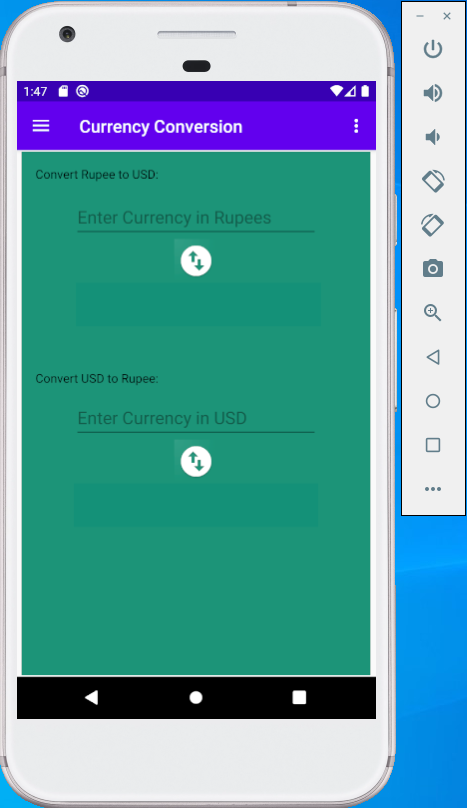 1:47
Currency Conversion
Convert Rupee to USD:
Enter Currency in Rupees
Convert USD to Rupee:
Enter Currency in USD